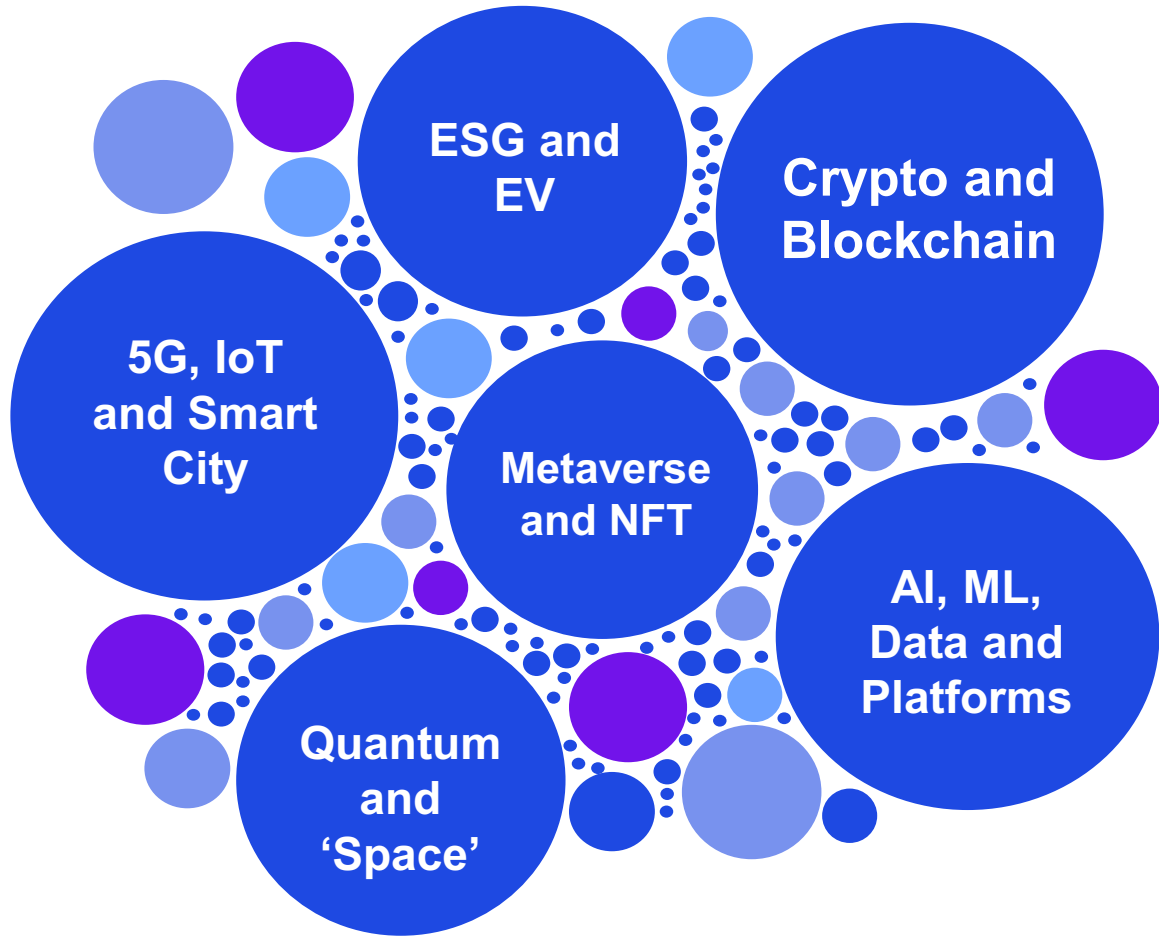 ESG and
EV
Crypto and
Blockchain
5G, IoT
and Smart
City
Metaverse
and NFT
AI, ML,
Data and
Platforms
Quantum
and
‘Space’